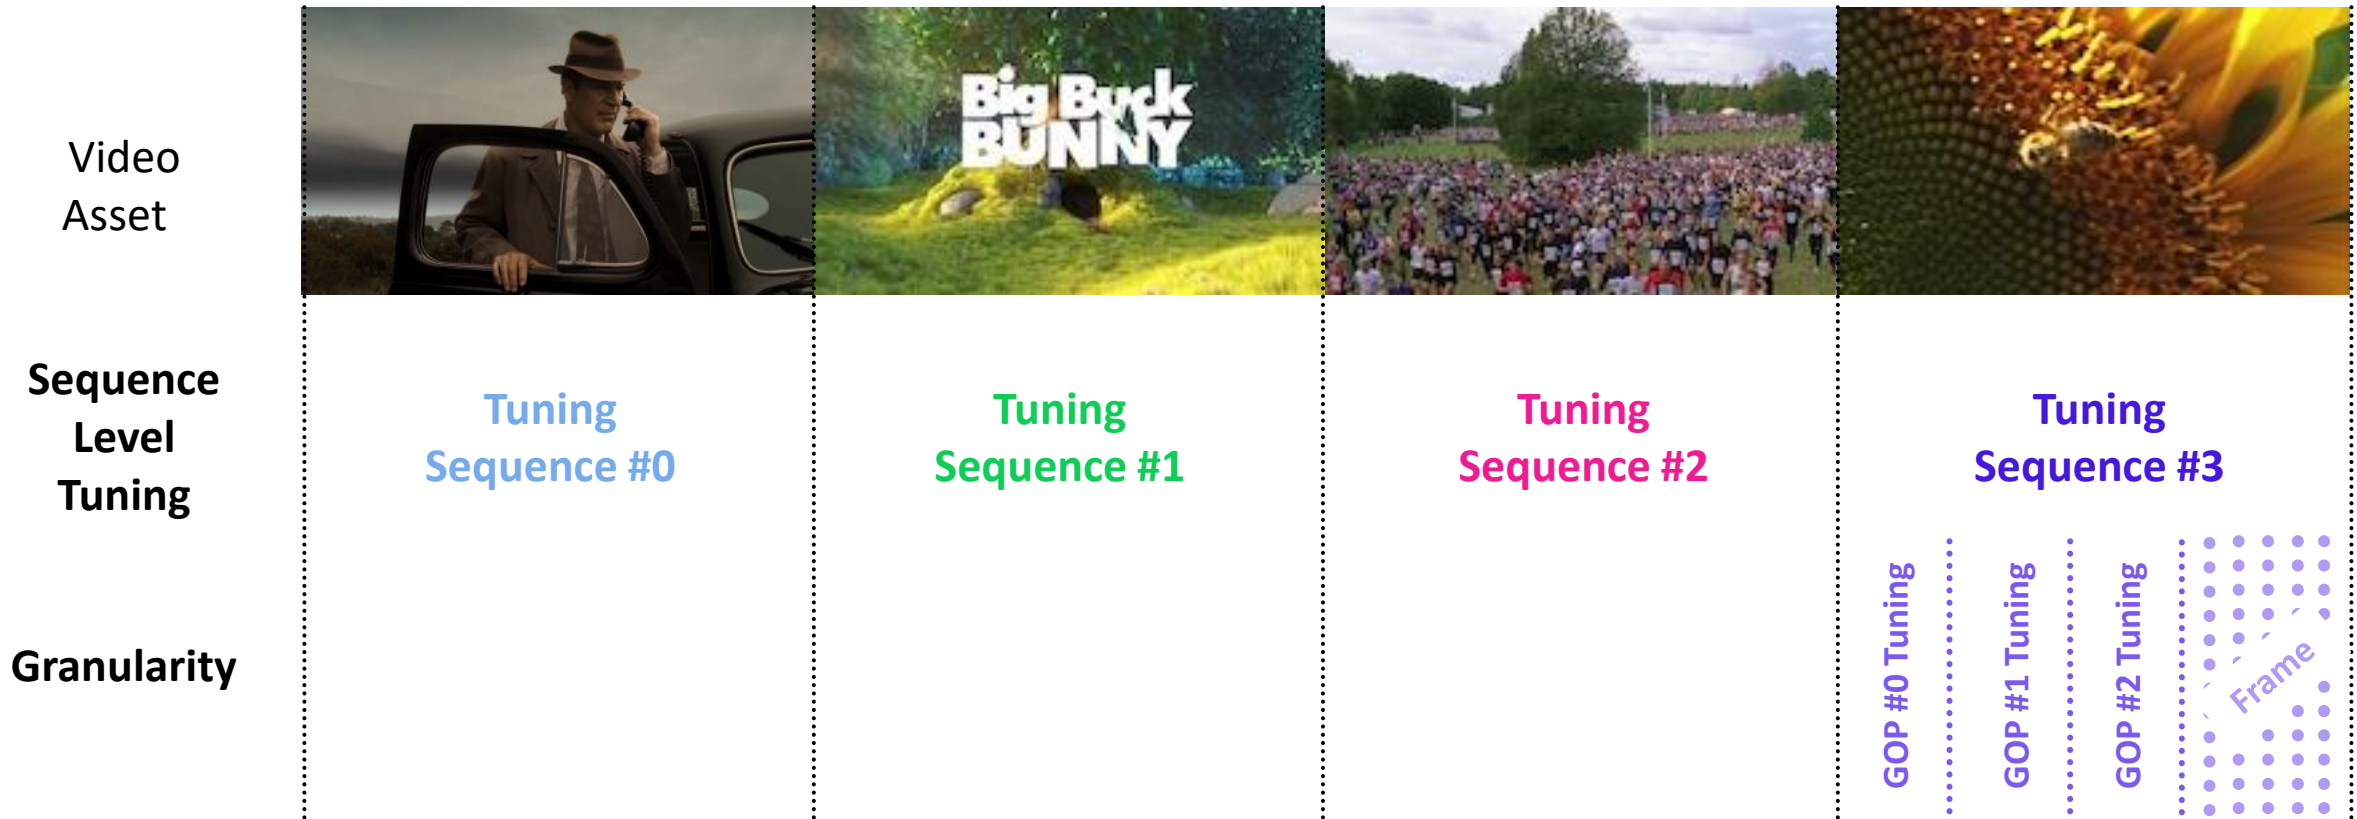 Video
Asset
Big Buck
BUNNY
Sequence
Level
Tuning
Tuning
Sequence #0
Tuning
Sequence #1
Tuning
Sequence #2
Tuning
Sequence #3
Granularity
GOP #0 Tuning
GOP #1 Tuning
GOP #2 Tuning
Frame